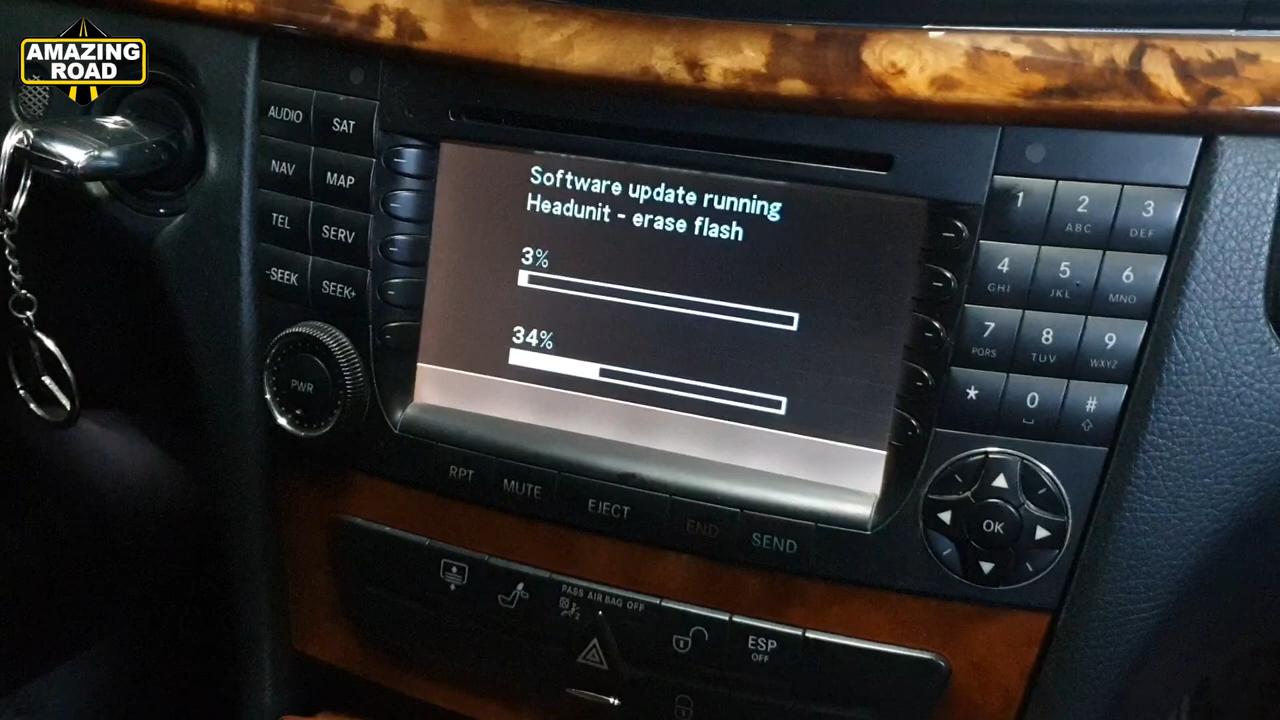 AMAZING
ROAD
AUDIO
SAT
NAV
MAP
TEL
SERV
-SEEK
SEEK+
PWR
Software update running
Headunit - erase flash
3%
34%
1
2
ABC
3
DEF
4
GHI
5
JKL
6
MNO
7
PQRS
8
TUV
9
WXYZ
*
0
#
RPT
MUTE
EJECT
END
SEND
OK
PASS AIR BAG OFF
ESP
OFF